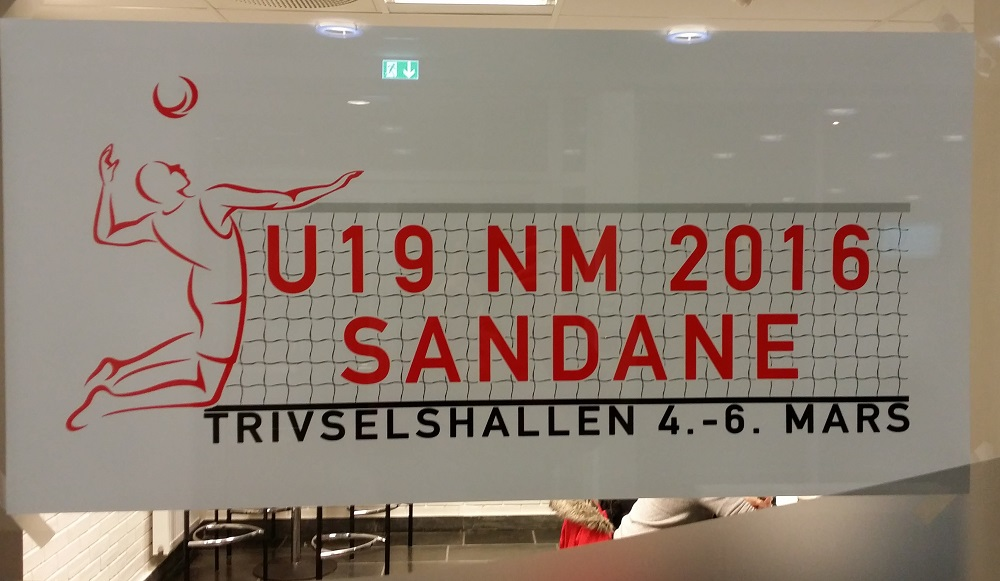 U19 NM 2016
SANDANE
TRIVSELSHALLEN 4.-6. MARS